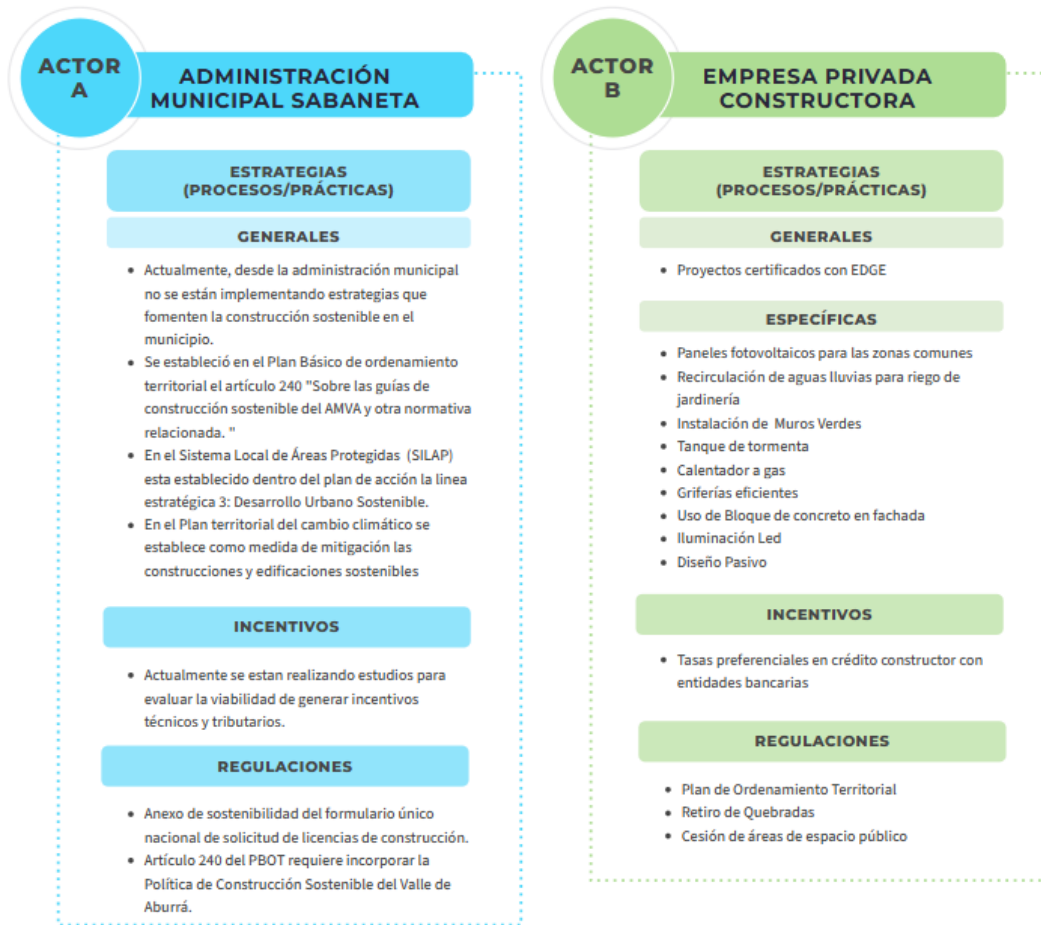 ACTOR
A
ADMINISTRACIÓN
MUNICIPAL SABANETA
ESTRATEGIAS
(PROCESOS/PRÁCTICAS)
GENERALES
• Actualmente, desde la administración municipal
no se están implementando estrategias que
fomenten la construcción sostenible en el
municipio.
• Se estableció en el Plan Básico de ordenamiento
territorial el artículo 240 "Sobre las guías de
construcción sostenible del AMVA y otra normativa
relacionada. "
• En el Sistema Local de Áreas Protegidas (SILAP)
esta establecido dentro del plan de acción la linea
estratégica 3: Desarrollo Urbano Sostenible.
• En el Plan territorial del cambio climático se
establece como medida de mitigación las
construcciones y edificaciones sostenibles
INCENTIVOS
• Actualmente se estan realizando estudios para
evaluar la viabilidad de generar incentivos
técnicos y tributarios.
REGULACIONES
• Anexo de sostenibilidad del formulario único
nacional de solicitud de licencias de construcción.
• Artículo 240 del PBOT requiere incorporar la
Política de Construcción Sostenible del Valle de
Aburrá.
ACTOR
B
EMPRESA PRIVADA
CONSTRUCTORA
ESTRATEGIAS
(PROCESOS/PRÁCTICAS)
GENERALES
• Proyectos certificados con EDGE
ESPECÍFICAS
• Paneles fotovoltaicos para las zonas comunes
• Recirculación de aguas lluvias para riego de
jardinería
• Instalación de Muros Verdes
• Tanque de tormenta
• Calentador a gas
• Griferías eficientes
• Uso de Bloque de concreto en fachada
• Iluminación Led
• Diseño Pasivo
INCENTIVOS
• Tasas preferenciales en crédito constructor con
entidades bancarias
REGULACIONES
• Plan de Ordenamiento Territorial
• Retiro de Quebradas
• Cesión de áreas de espacio público